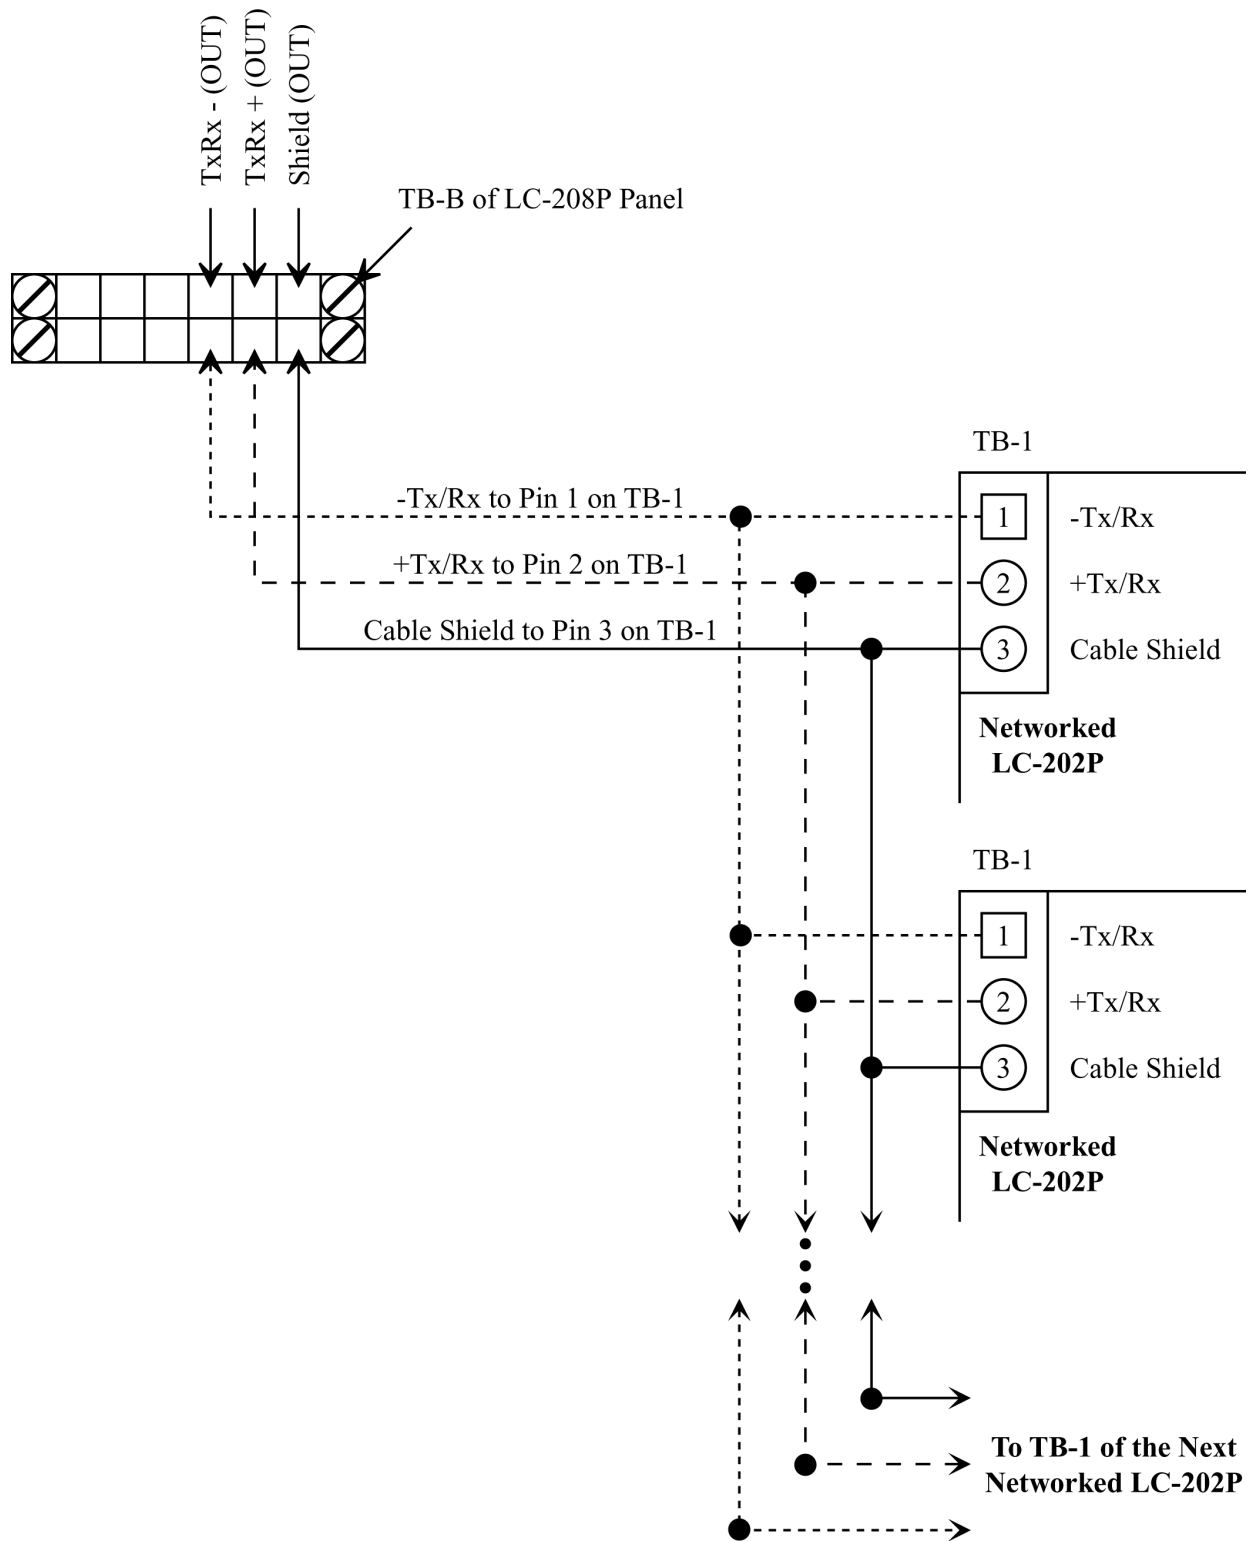 TxRx - (OUT)
TxRx + (OUT)
Shield (OUT)
TB-B of LC-208P Panel
TB-1
-Tx/Rx to Pin 1 on TB-1
1
-Tx/Rx
+Tx/Rx to Pin 2 on TB-1
2
+Tx/Rx
Cable Shield to Pin 3 on TB-1
3
Cable Shield
Networked
LC-202P
TB-1
1
-Tx/Rx
2
+Tx/Rx
3
Cable Shield
Networked
LC-202P
To TB-1 of the Next
Networked LC-202P